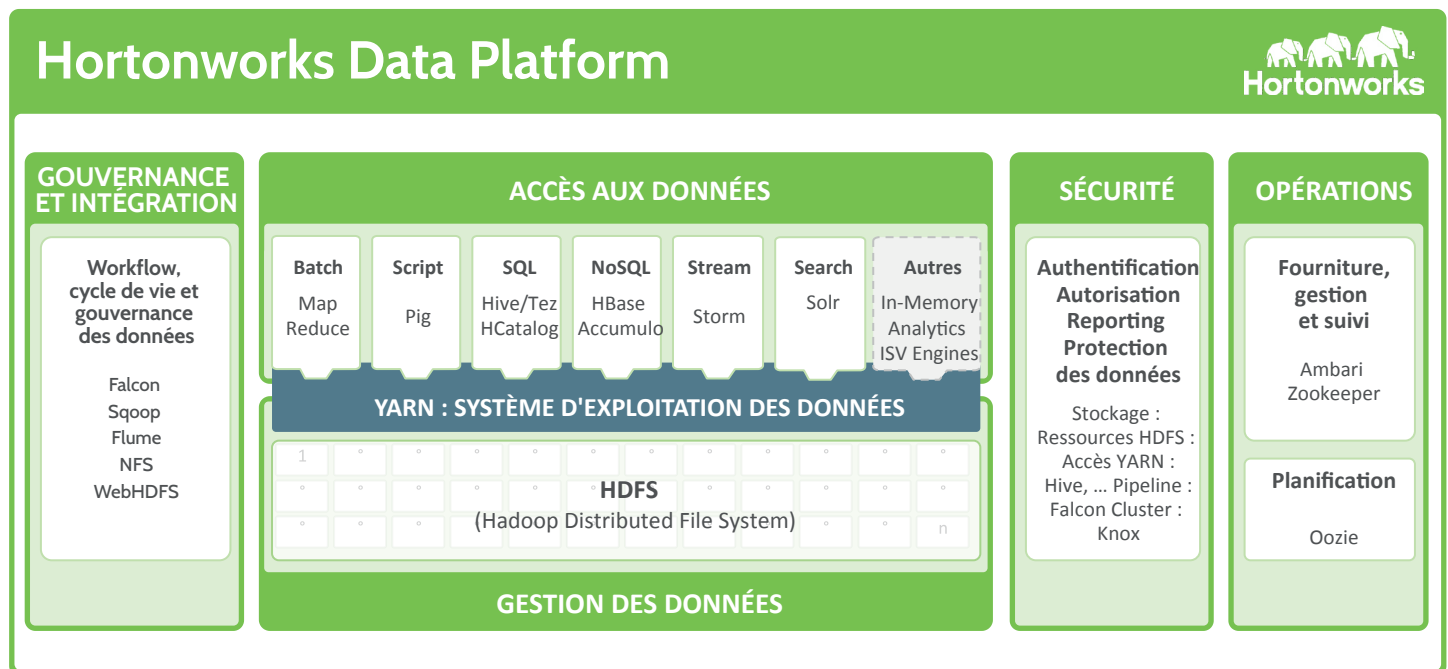 Hortonworks Data Platform
Hortonworks
GOUVERNANCE
ET INTÉGRATION
Workflow,
cycle de vie et
gouvernance
des données
Falcon
Sqoop
Flume
NFS
WebHDFS
ACCÈS AUX DONNÉES
Batch
Map
Reduce
Script
Pig
SQL
Hive/Tez
HCatalog
NoSQL
HBase
Accumulo
Stream
Storm
Search
Solr
Autres
In-Memory
Analytics
ISV Engines
YARN : SYSTÈME D'EXPLOITATION DES DONNÉES
1 ° ° ° ° ° ° ° ° ° ° °
° ° ° ° ° ° ° ° ° ° ° °
° ° ° ° ° ° ° ° ° ° ° n
HDFS
(Hadoop Distributed File System)
GESTION DES DONNÉES
SÉCURITÉ
Authentification
Autorisation
Reporting
Protection
des données
Stockage :
Ressources HDFS :
Accès YARN :
Hive, ... Pipeline :
Falcon Cluster :
Knox
OPÉRATIONS
Fourniture,
gestion
et suivi
Ambari
Zookeeper
Planification
Oozie